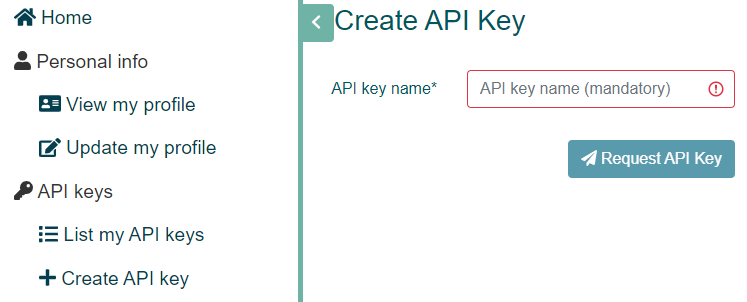 Home
Personal info
View my profile
Update my profile
API keys
List my API keys
Create API key
Create API Key
API key name*
API key name (mandatory)
Request API Key